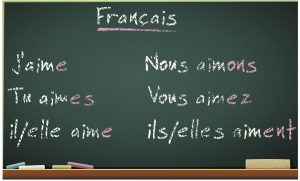 Français
J'aime Nous aimons
Tu aimes Vous aimez
il/elle aime ils/elles aiment